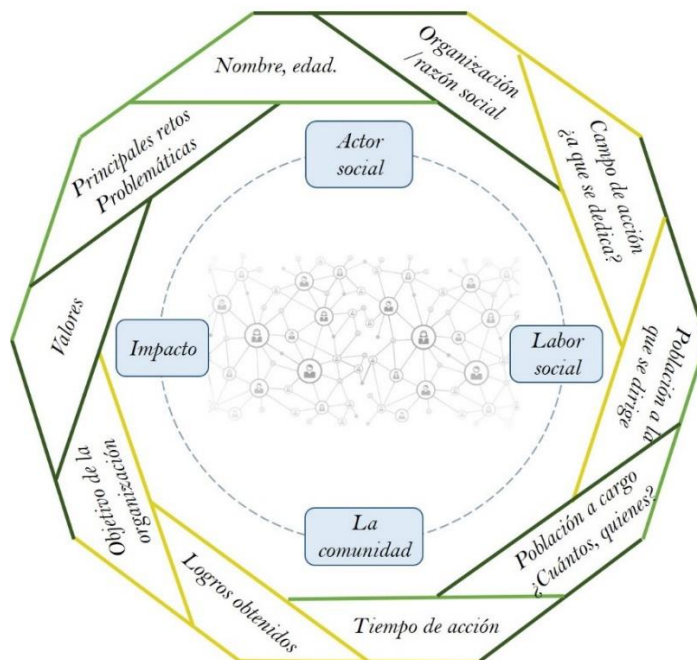 Nombre, edad.
Organización
/razón social
Campo de acción
¿a que se dedica?
Población a la
que se dirige
Población a cargo
¿Cuántos, quienes?
Tiempo de acción
Logros obtenidos
Objetivo de la
organización
Valores
Principales retos
Problemáticas
Actor
social
Labor
social
La
comunidad
Impacto